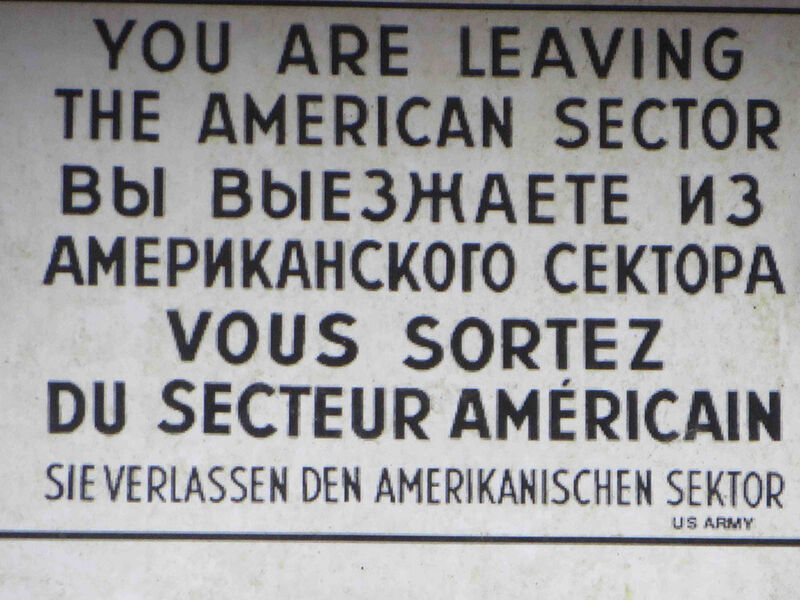 YOU ARE LEAVING
THE AMERICAN SECTOR
ВЫ ВЫЕЗЖАЕТЕ ИЗ
АМЕРИКАНСКОГО СЕКТОРА
VOUS SORTEZ
DU SECTEUR AMÉRICAIN
SIE VERLASSEN DEN AMERIKANISCHEN SEKTOR
US ARMY